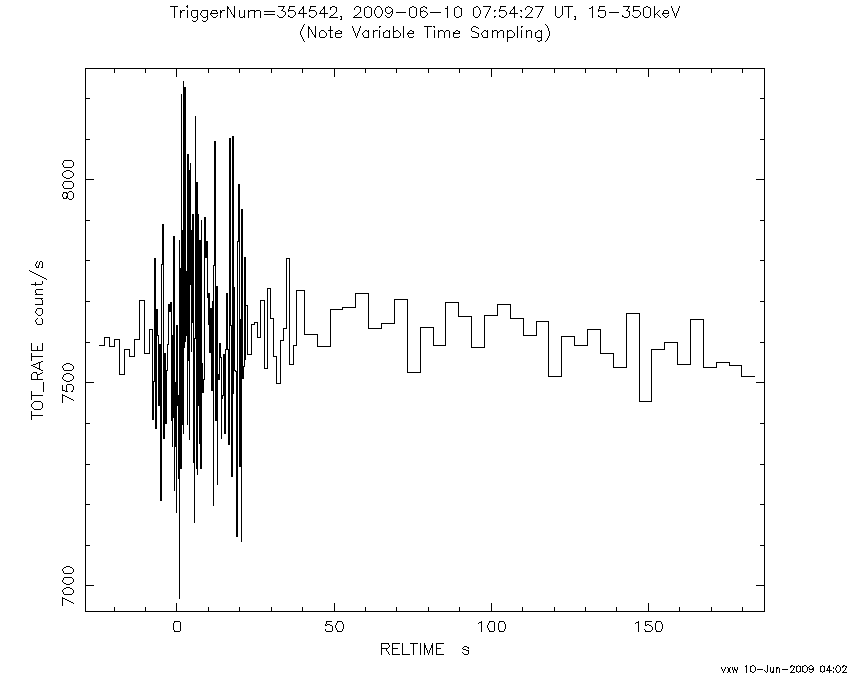 TriggerNum=354542, 2009-06-10 07:54:27 UT, 15-350keV
(Note Variable Time Sampling)
TOT_RATE count/s
8000
7500
7000
0 50 100 150
RELTIME s
vxw 10-Jun-2009 04:02